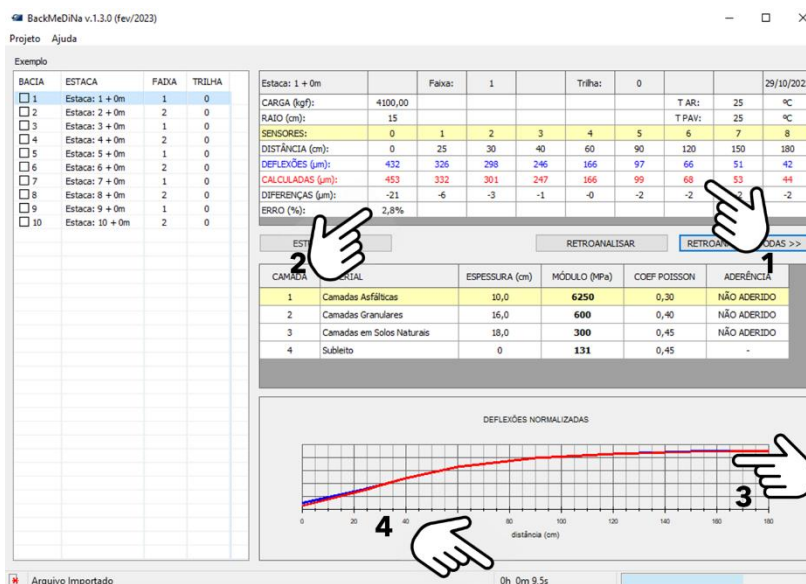 BackMeDiNa v.1.3.0 (fev/2023)
Projeto Ajuda
Exemplo
BACIA ESTACA FAIXA TRILHA
1 Estaca: 1 + 0m 1 0
2 Estaca: 2 + 0m 2 0
3 Estaca: 3 + 0m 1 0
4 Estaca: 4 + 0m 2 0
5 Estaca: 5 + 0m 1 0
6 Estaca: 6 + 0m 2 0
7 Estaca: 7 + 0m 1 0
8 Estaca: 8 + 0m 2 0
9 Estaca: 9 + 0m 1 0
10 Estaca: 10 + 0m 2 0
Estaca: 1 + 0m Faixa: 1 Trilha: 0 29/10/202
CARGA (kgf): 4100,00 T AR: 25 ºC
RAIO (cm): 15 T PAV: 25 ºC
SENSORES: 0 1 2 3 4 5 6 7 8
DISTÂNCIA (cm): 0 25 30 40 60 90 120 150 180
DEFLEXÕES (µm): 432 326 298 246 166 97 66 51 42
CALCULADAS (µm): 453 332 301 247 166 99 68 53 44
DIFERENÇAS (µm): -21 -6 -3 -1 -0 -2 -2 -2 -2
ERRO (%): 2,8%
RETROANALISAR
1
2
CAMADA MATERIAL ESPESSURA (cm) MÓDULO (MPa) COEF POISSON ADERÊNCIA
1 Camadas Asfálticas 10,0 6250 0,30 NÃO ADERIDO
2 Camadas Granulares 16,0 600 0,40 NÃO ADERIDO
3 Camadas em Solos Naturais 18,0 300 0,45 NÃO ADERIDO
4 Subleito 0 131 0,45 -
DEFLEXÕES NORMALIZADAS
3
4
0 20 40 80 100 120 140 160 180
distância (cm)
Arquivo Importado 0h 0m 9.5s